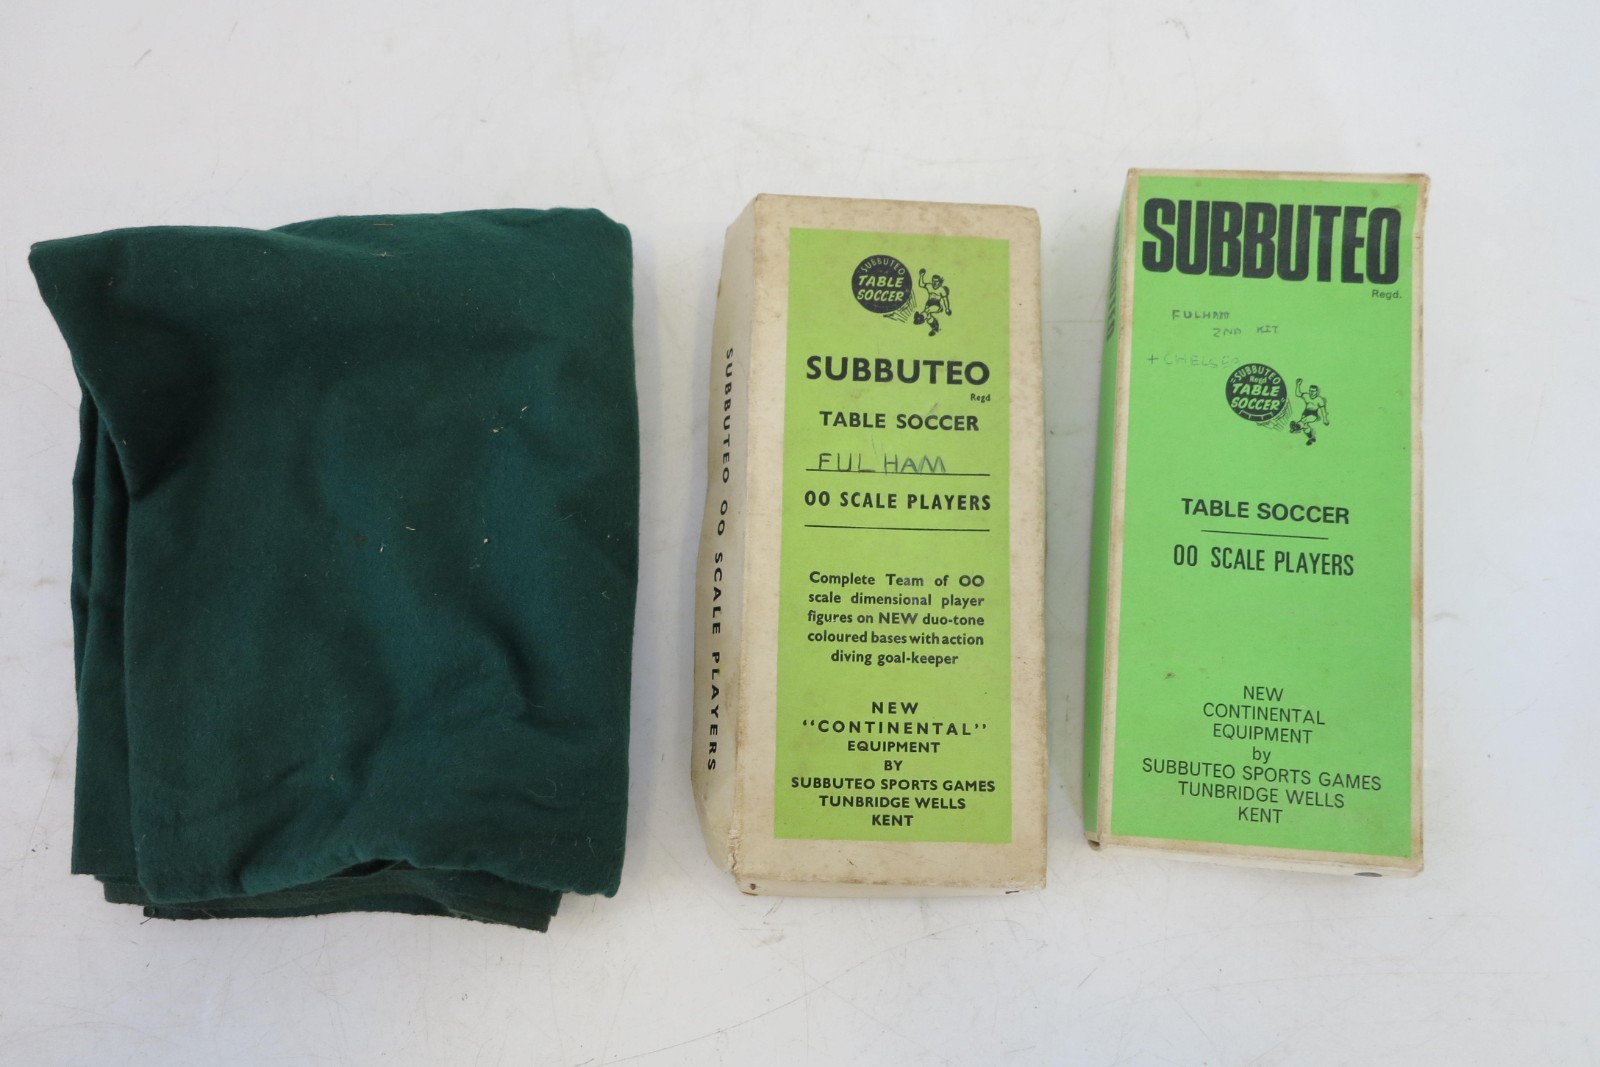 SUBBUTEO OO SCALE PLAYERS
SUBBUTEO
TABLE
SOCCER
SUBBUTEO
Regd
TABLE SOCCER
FULHAM
OO SCALE PLAYERS
Complete Team of OO
scale dimensional player
figures on NEW duo-tone
coloured bases with action
diving goal-keeper
NEW
"CONTINENTAL"
EQUIPMENT
BY
SUBBUTEO SPORTS GAMES
TUNBRIDGE WELLS
KENT
SUBBUTEO
Regd.
FULHAM
2ND KIT
+ CHELSEA
"SUBBUTEO"
Regd
TABLE
SOCCER
TABLE SOCCER
OO SCALE PLAYERS
NEW
CONTINENTAL
EQUIPMENT
by
SUBBUTEO SPORTS GAMES
TUNBRIDGE WELLS
KENT